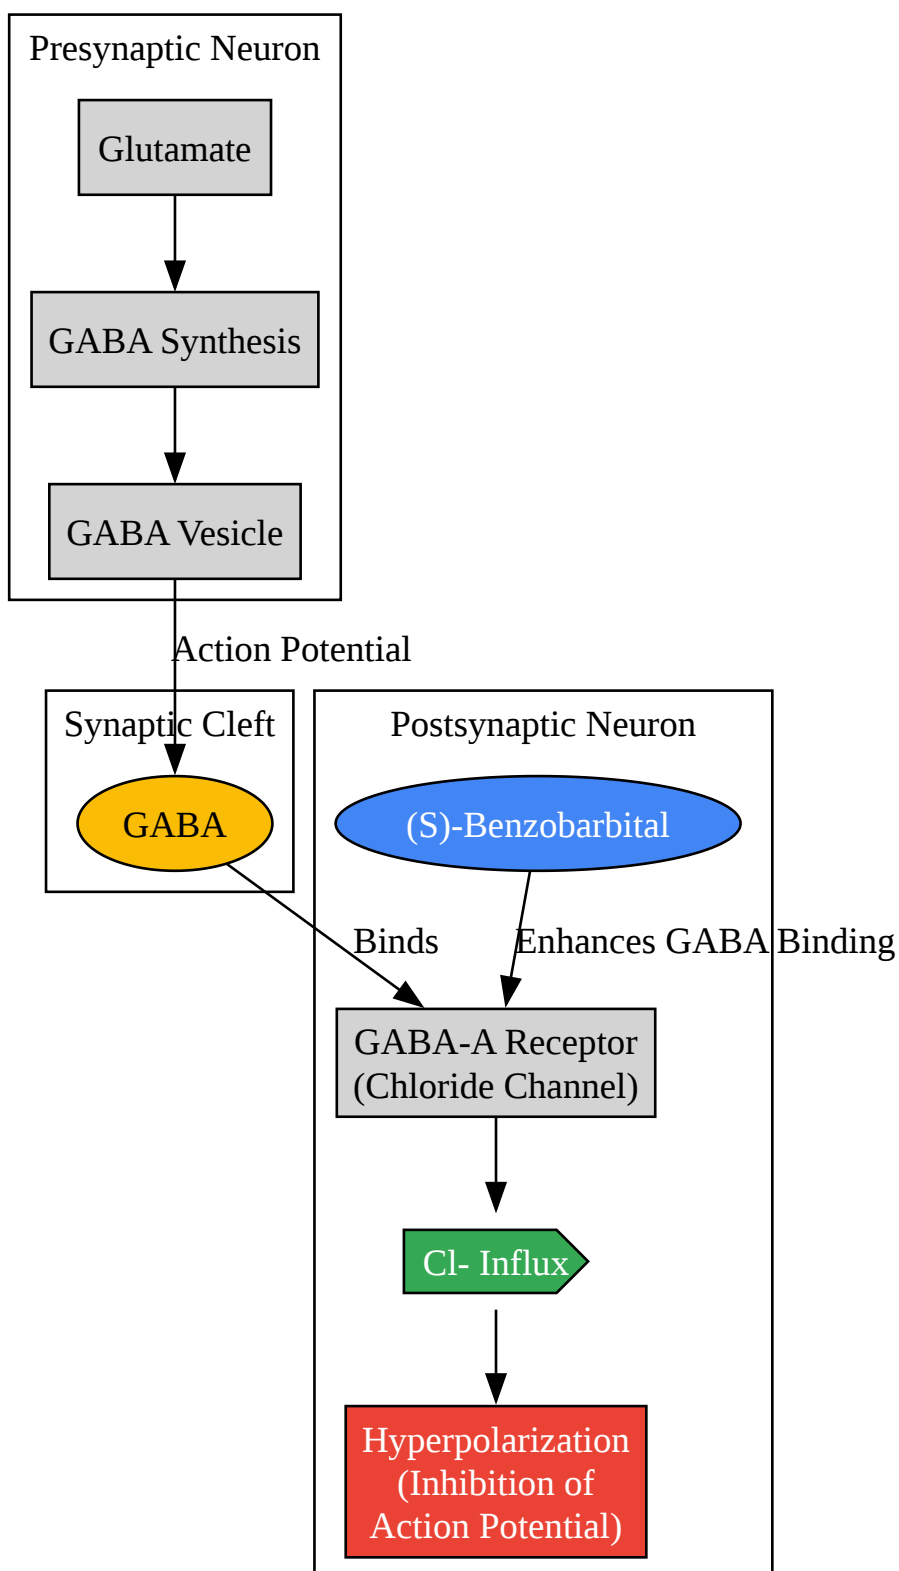 Presynaptic Neuron
Glutamate
GABA Synthesis
GABA Vesicle
Action Potential
Synaptic Cleft
GABA
Postsynaptic Neuron
(S)-Benzobarbital
Binds
Enhances GABA Binding
GABA-A Receptor
(Chloride Channel)
Cl- Influx
Hyperpolarization
(Inhibition of
Action Potential)